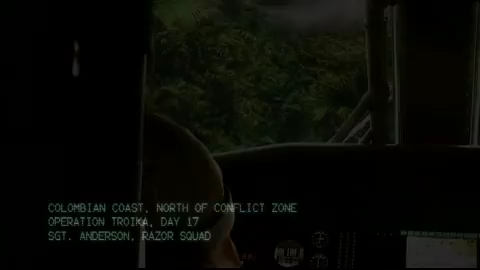 COLOMBIAN COAST, NORTH OF CONFLICT ZONE
OPERATION TROIKA, DAY 17
SGT. ANDERSON, RAZOR SQUAD